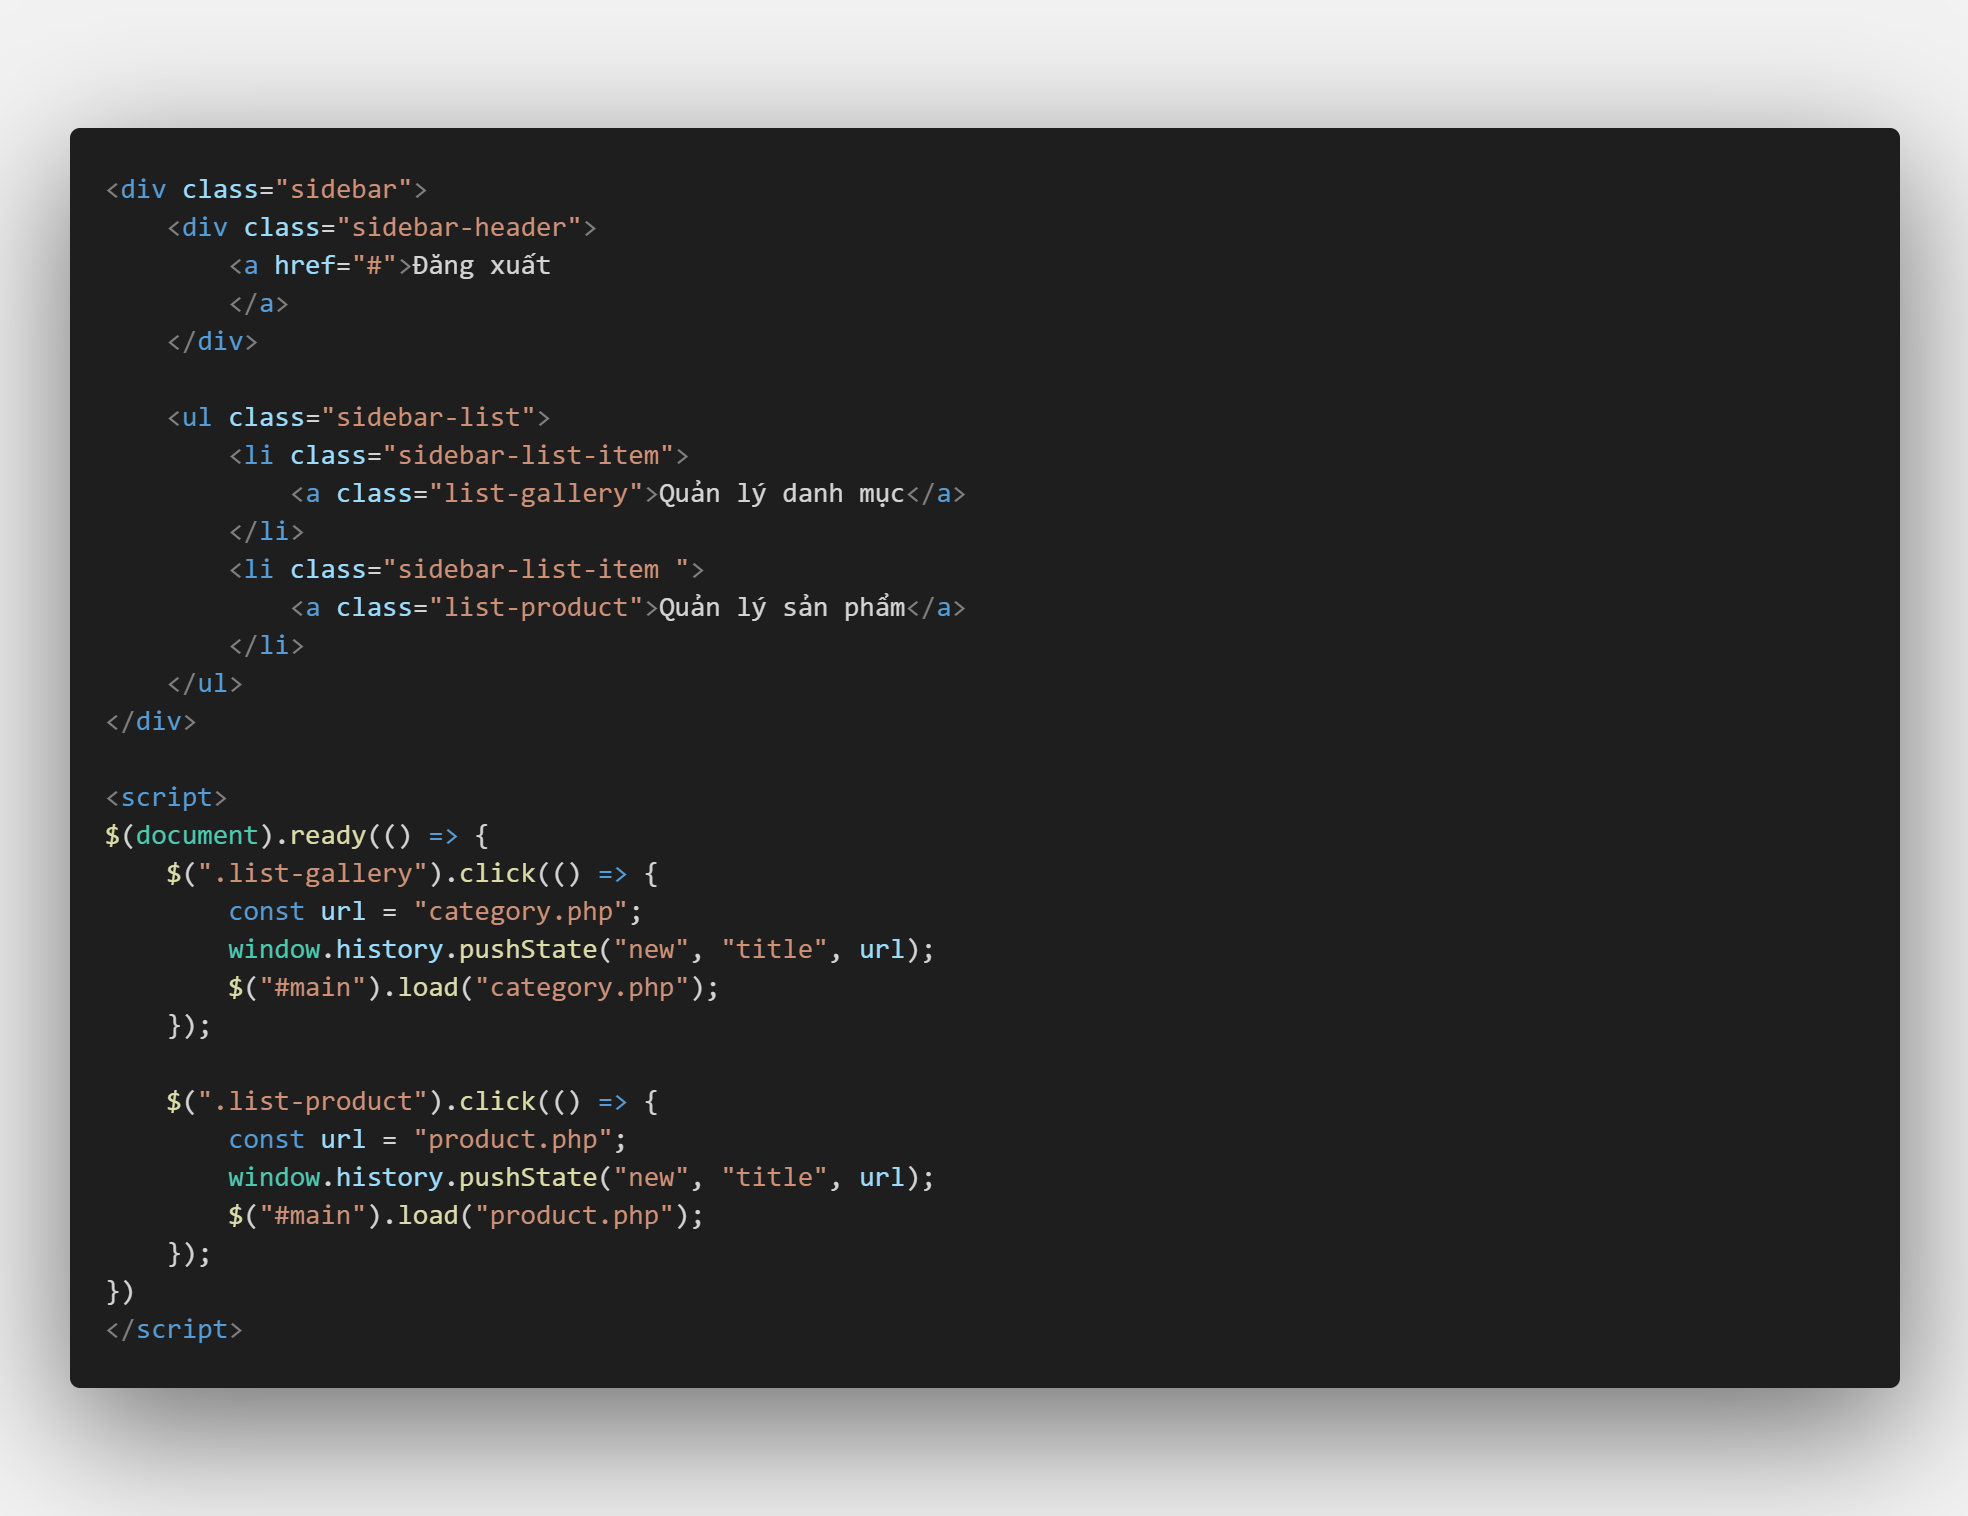 <div class="sidebar">
    <div class="sidebar-header">
        <a href="#">Đăng xuất
        </a>
    </div>

    <ul class="sidebar-list">
        <li class="sidebar-list-item">
            <a class="list-gallery">Quản lý danh mục</a>
        </li>
        <li class="sidebar-list-item ">
            <a class="list-product">Quản lý sản phẩm</a>
        </li>
    </ul>
</div>

<script>
$(document).ready(() => {
    $(".list-gallery").click(() => {
        const url = "category.php";
        window.history.pushState("new", "title", url);
        $("#main").load("category.php");
    });

    $(".list-product").click(() => {
        const url = "product.php";
        window.history.pushState("new", "title", url);
        $("#main").load("product.php");
    });
})
</script>